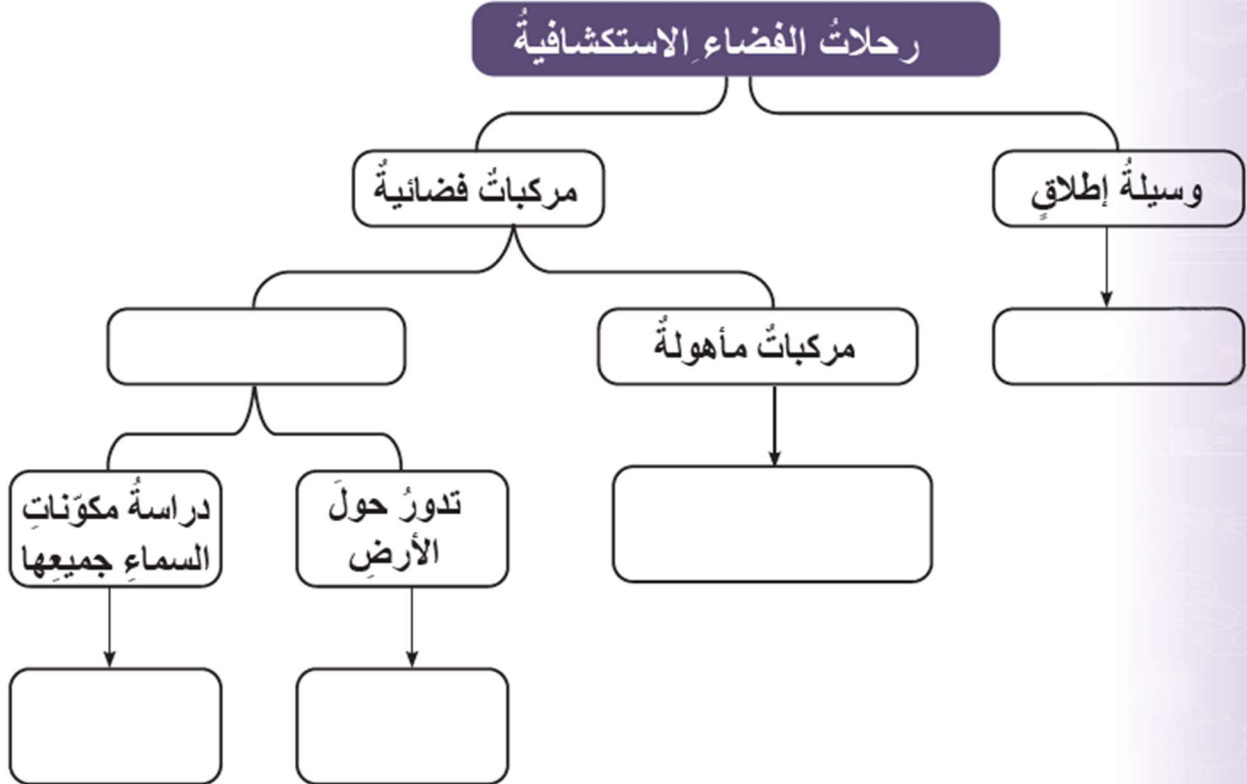 رحلاتُ الفضاءِ الاستكشافيةُ
وسيلةُ إطلاقٍ
مركباتٌ فضائيةٌ
مركباتٌ مأهولةٌ
تدورُ حولَ
الأرضِ
دراسةُ مكوّناتِ
السماءِ جميعِها